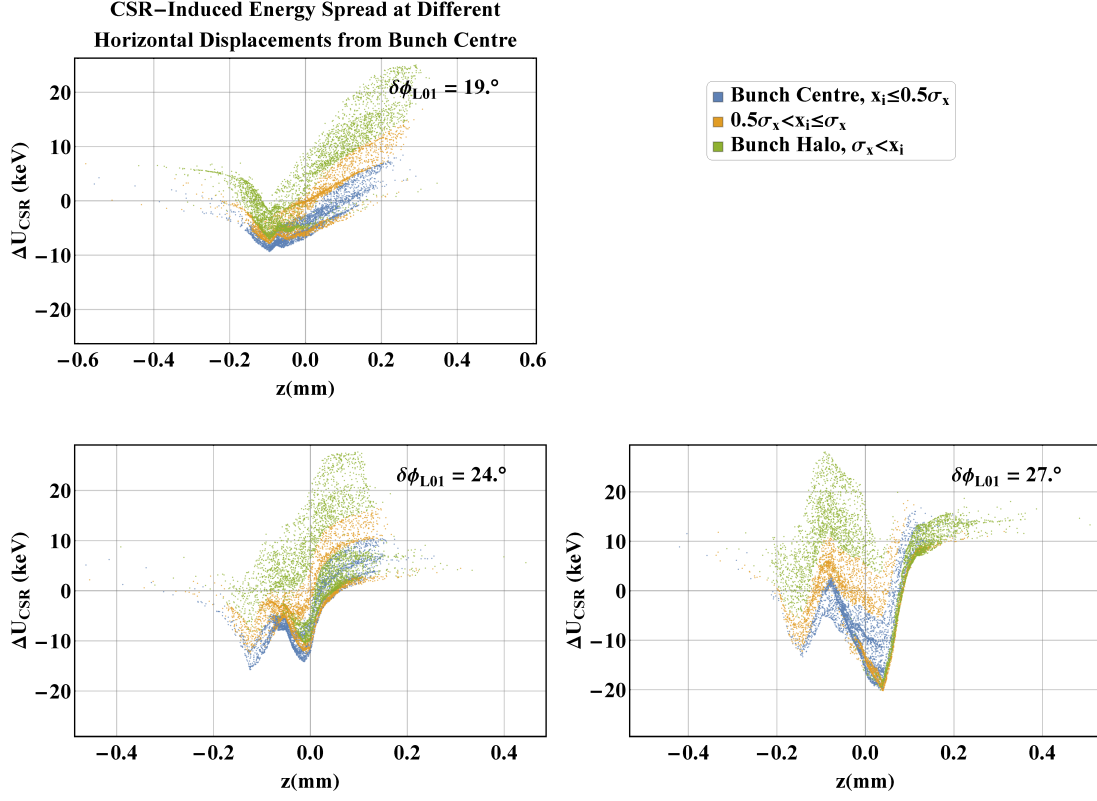 CSR−Induced Energy Spread at Different
Horizontal Displacements from Bunch Centre
δϕL01 = 19.°
20
10
0
−10
−20
ΔUCSR (keV)
−0.6 −0.4 −0.2 0.0 0.2 0.4 0.6
z(mm)
Bunch Centre, xi≤0.5σx
0.5σx<xi≤σx
Bunch Halo, σx<xi
δϕL01 = 24.°
20
10
0
−10
−20
ΔUCSR (keV)
−0.4 −0.2 0.0 0.2 0.4
z(mm)
δϕL01 = 27.°
20
10
0
−10
−20
ΔUCSR (keV)
−0.4 −0.2 0.0 0.2 0.4
z(mm)